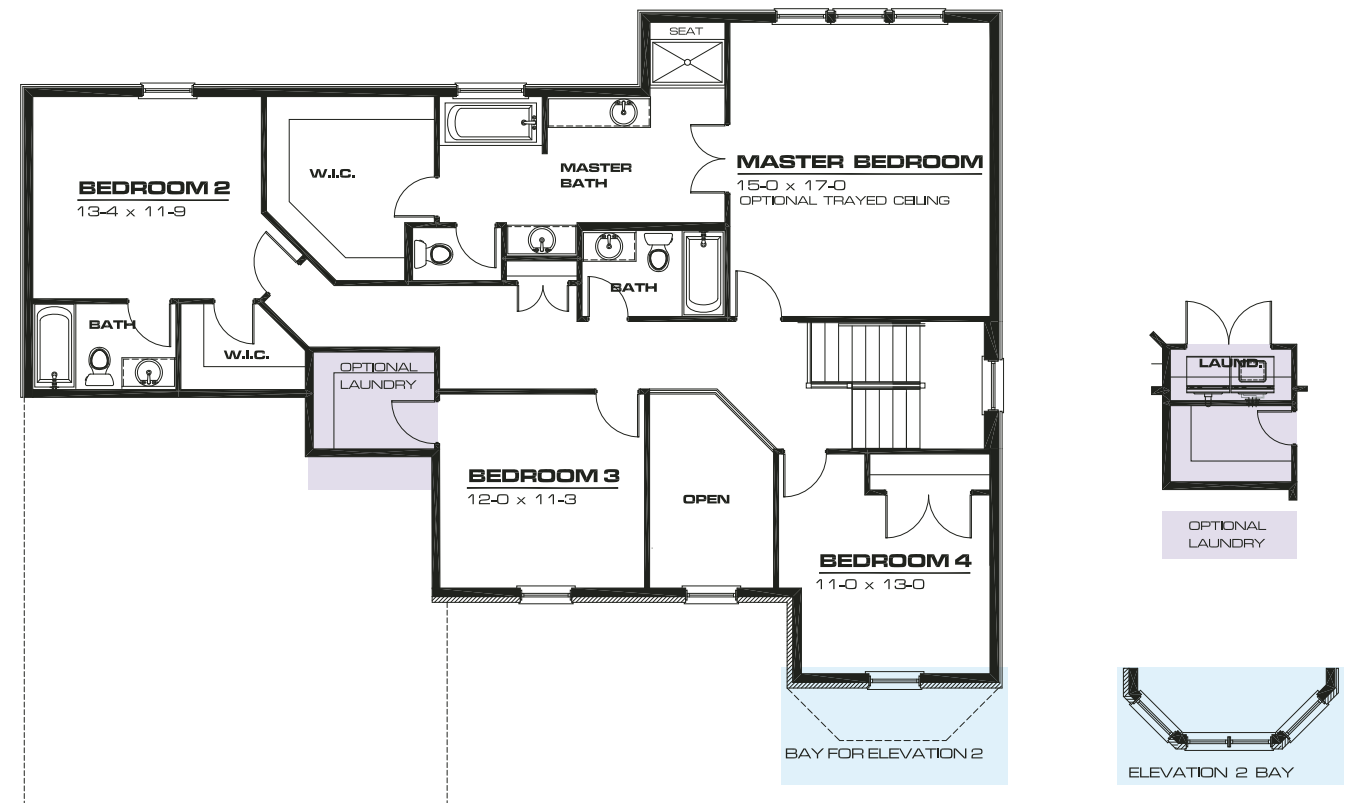 SEAT
MASTER BEDROOM
15-0 x 17-0
OPTIONAL TRAYED CEILING
MASTER
BATH
W.I.C.
BEDROOM 2
13-4 x 11-9
BATH
BATH
W.I.C.
OPTIONAL
LAUNDRY
BEDROOM 3
12-0 x 11-3
OPEN
BEDROOM 4
11-0 x 13-0
BAY FOR ELEVATION 2
LAUND.
OPTIONAL
LAUNDRY
ELEVATION 2 BAY